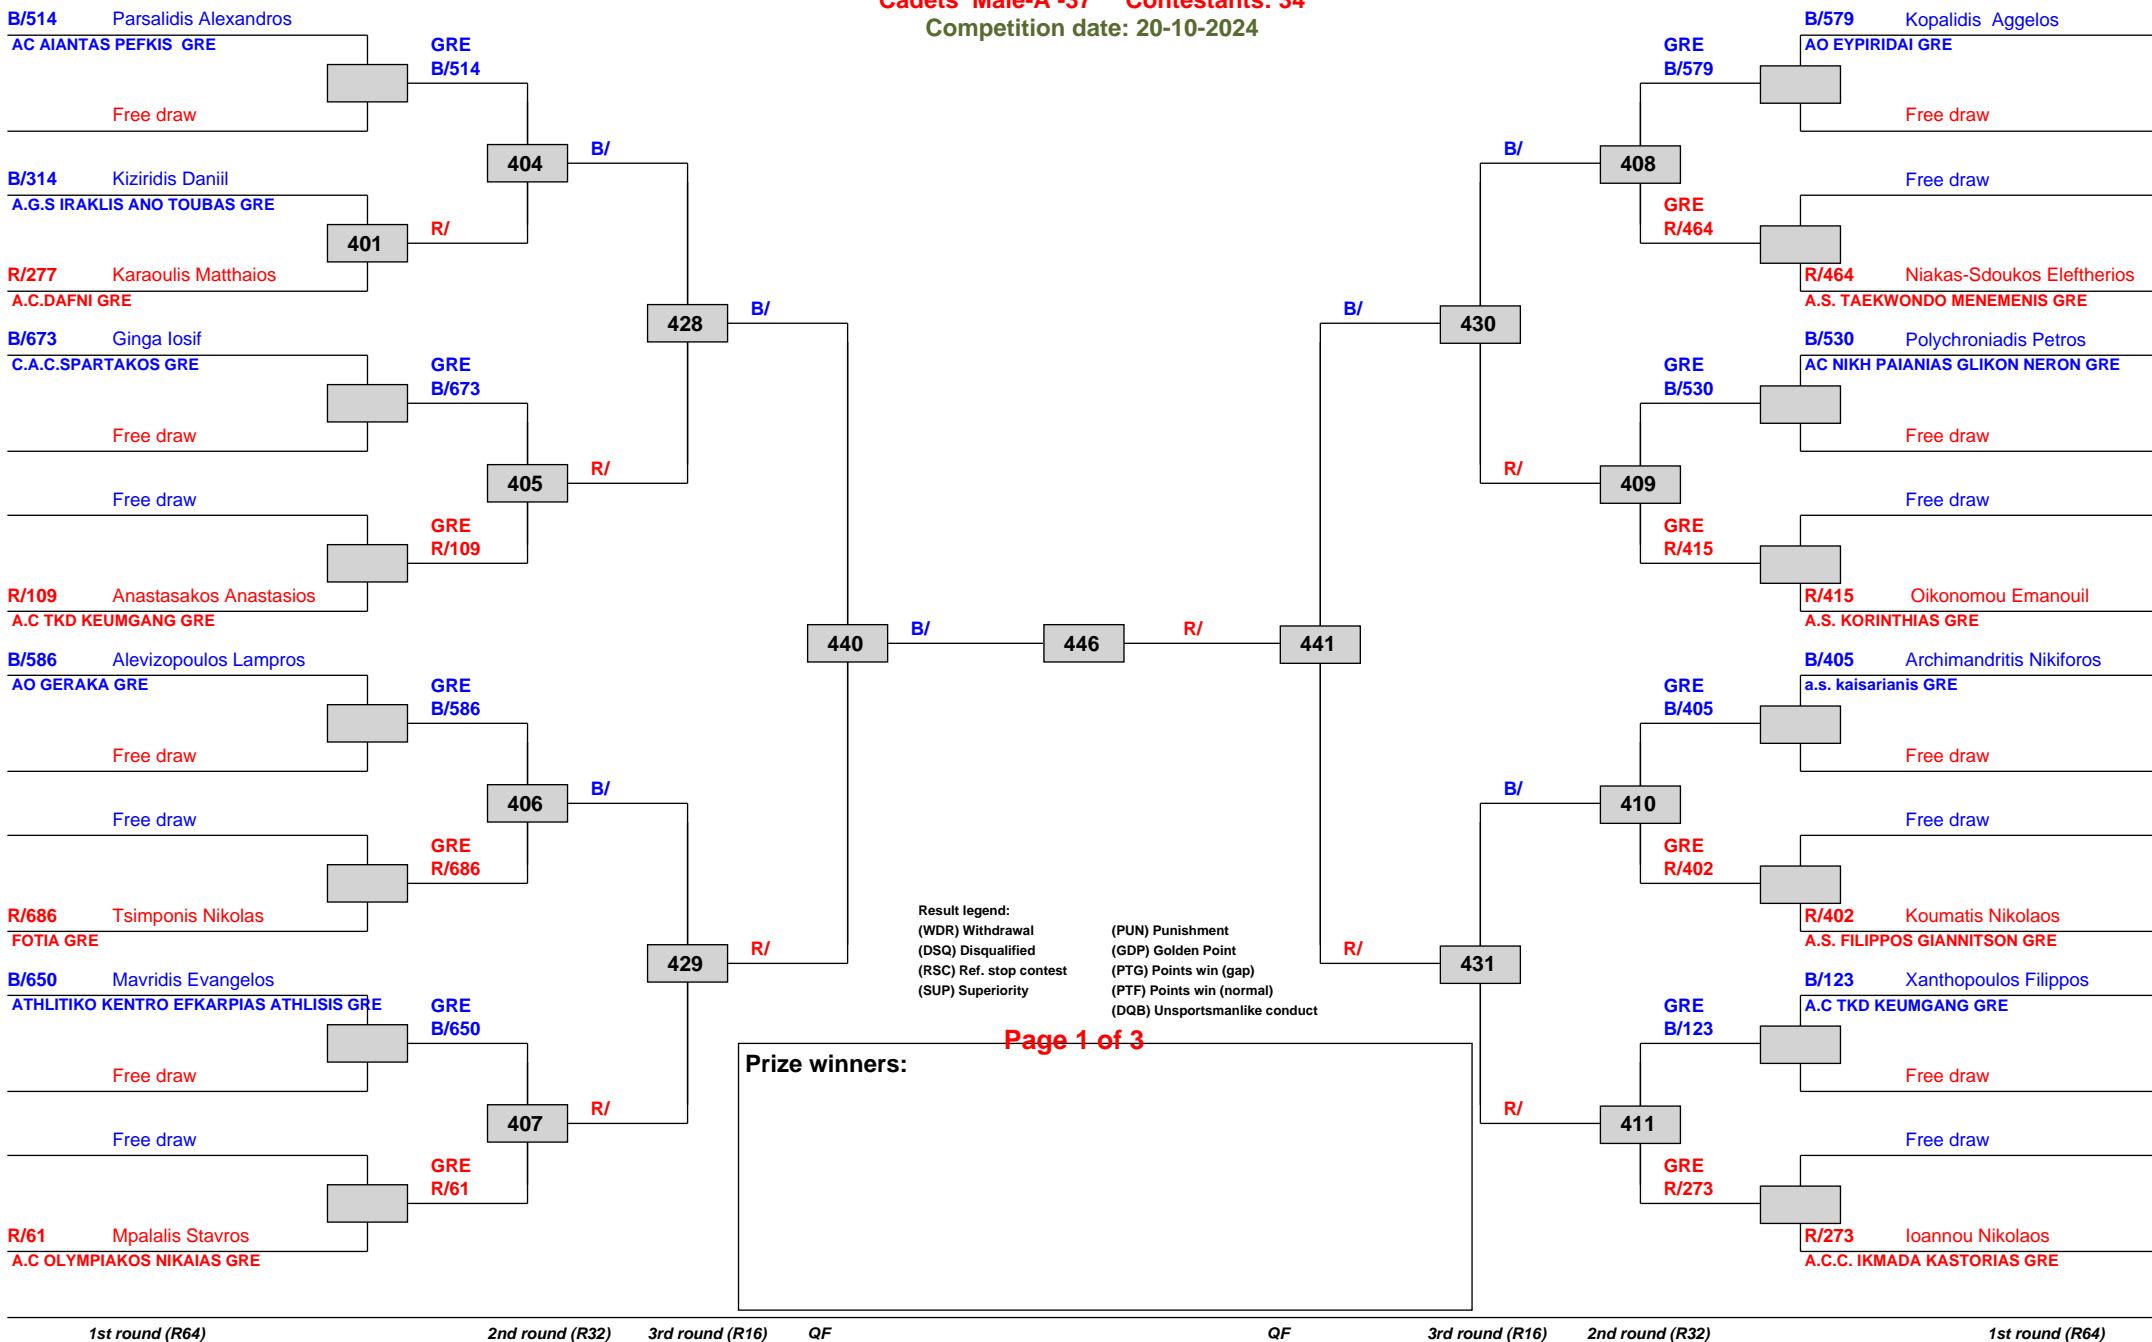 Cadets Male-A -37 Contestants: 34
Competition date: 20-10-2024
B/514 Parsalidis Alexandros
AC AIANTAS PEFKIS GRE
GRE
B/514
Free draw
404
B/
B/314 Kiziridis Daniil
A.G.S IRAKLIS ANO TOUBAS GRE
401
R/
R/277 Karaoulis Matthaios
A.C.DAFNI GRE
428
B/
B/673 Ginga Iosif
C.A.C.SPARTAKOS GRE
GRE
B/673
Free draw
405
R/
Free draw
GRE
R/109
R/109 Anastasakos Anastasios
A.C TKD KEUMGANG GRE
440
B/
446
R/
441
B/586 Alevizopoulos Lampros
AO GERAKA GRE
GRE
B/586
Free draw
406
B/
Free draw
GRE
R/686
R/686 Tsimponis Nikolas
FOTIA GRE
429
R/
B/650 Mavridis Evangelos
ATHLITIKO KENTRO EFKARPIAS ATHLISIS GRE
GRE
B/650
Free draw
407
R/
Free draw
GRE
R/61
R/61 Mpalalis Stavros
A.C OLYMPIAKOS NIKAIAS GRE
B/579 Kopalidis Aggelos
AO EYPIRIDAI GRE
GRE
B/579
Free draw
B/
408
Free draw
GRE
R/464
R/464 Niakas-Sdoukos Eleftherios
A.S. TAEKWONDO MENEMENIS GRE
B/
430
B/530 Polychroniadis Petros
AC NIKH PAIANIAS GLIKON NERON GRE
GRE
B/530
Free draw
R/
409
Free draw
GRE
R/415
R/415 Oikonomou Emanouil
A.S. KORINTHIAS GRE
B/405 Archimandritis Nikiforos
a.s. kaisarianis GRE
GRE
B/405
Free draw
B/
410
Free draw
GRE
R/402
R/402 Koumatis Nikolaos
A.S. FILIPPOS GIANNITSON GRE
R/
431
B/123 Xanthopoulos Filippos
A.C TKD KEUMGANG GRE
GRE
B/123
Free draw
R/
411
Free draw
GRE
R/273
R/273 Ioannou Nikolaos
A.C.C. IKMADA KASTORIAS GRE
Result legend:
(WDR) Withdrawal (PUN) Punishment
(DSQ) Disqualified (GDP) Golden Point
(RSC) Ref. stop contest (PTG) Points win (gap)
(SUP) Superiority (PTF) Points win (normal)
(DQB) Unsportsmanlike conduct
Page 1 of 3
Prize winners:
1st round (R64) 2nd round (R32) 3rd round (R16) QF QF 3rd round (R16) 2nd round (R32) 1st round (R64)